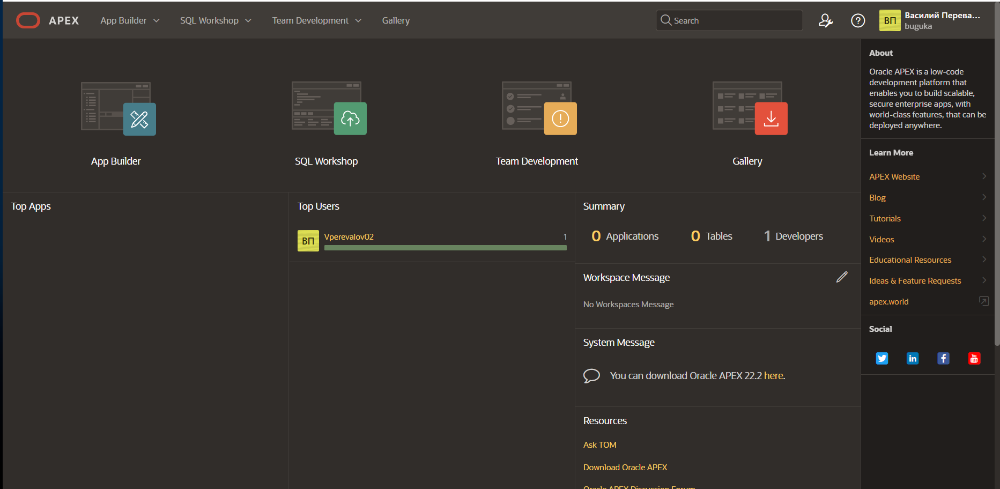 APEX App Builder SQL Workshop Team Development Gallery Search ? ВП Василий Перева...
buguka
App Builder
SQL Workshop
Team Development
Gallery
Top Apps
Top Users
ВП Vperevalov02 1
Summary
0 Applications 0 Tables 1 Developers
Workspace Message
No Workspaces Message
System Message
You can download Oracle APEX 22.2 here.
Resources
Ask TOM
Download Oracle APEX
Oracle APEX Discussion Forum
About
Oracle APEX is a low-code
development platform that
enables you to build scalable,
secure enterprise apps, with
world-class features, that can be
deployed anywhere.
Learn More
APEX Website
Blog
Tutorials
Videos
Educational Resources
Ideas & Feature Requests
apex.world
Social